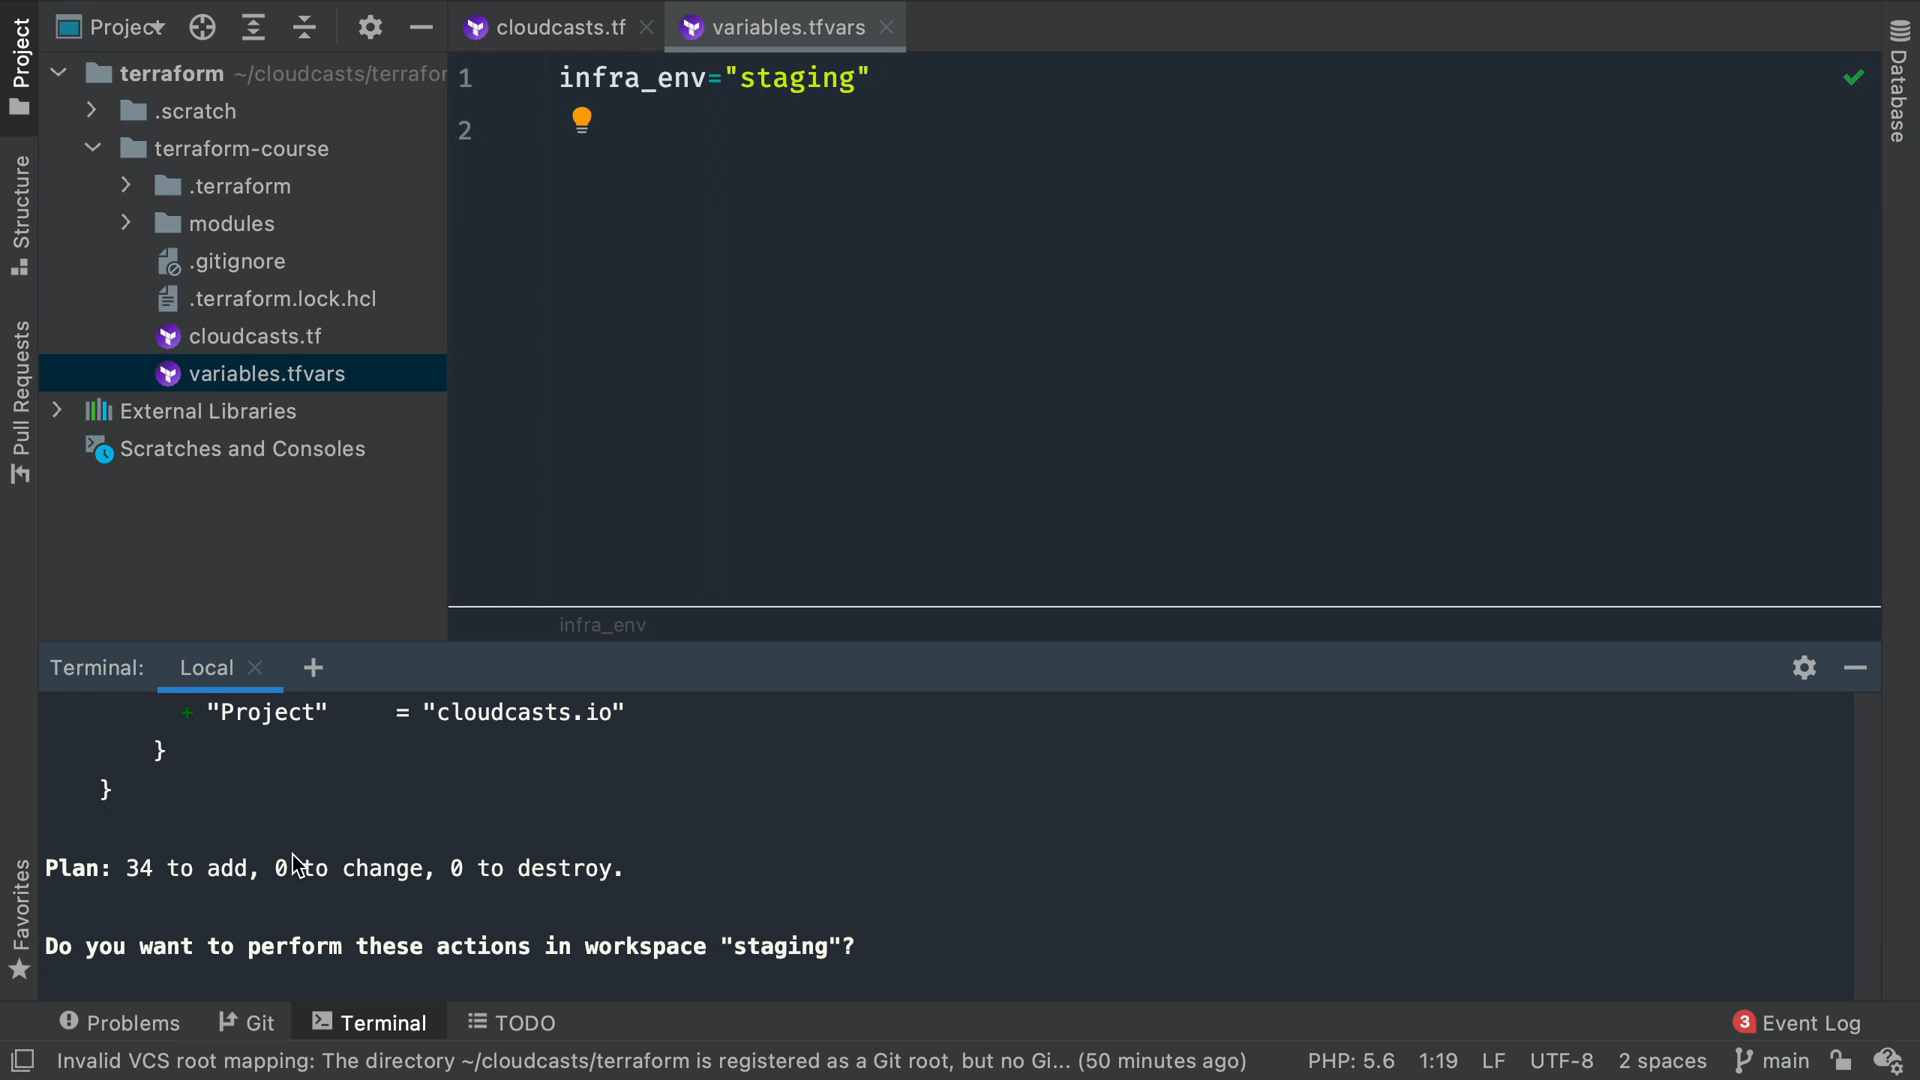 Project
cloudcasts.tf
variables.tfvars
Project
Structure
Pull Requests
Favorites
Database
terraform ~/cloudcasts/terrafor
.scratch
terraform-course
.terraform
modules
.gitignore
.terraform.lock.hcl
cloudcasts.tf
variables.tfvars
External Libraries
Scratches and Consoles
1 infra_env="staging"
2
infra_env
Terminal: Local
+ "Project" = "cloudcasts.io"
}
}
Plan: 34 to add, 0 to change, 0 to destroy.
Do you want to perform these actions in workspace "staging"?
Problems Git Terminal TODO 3 Event Log
Invalid VCS root mapping: The directory ~/cloudcasts/terraform is registered as a Git root, but no Gi... (50 minutes ago) PHP: 5.6 1:19 LF UTF-8 2 spaces main